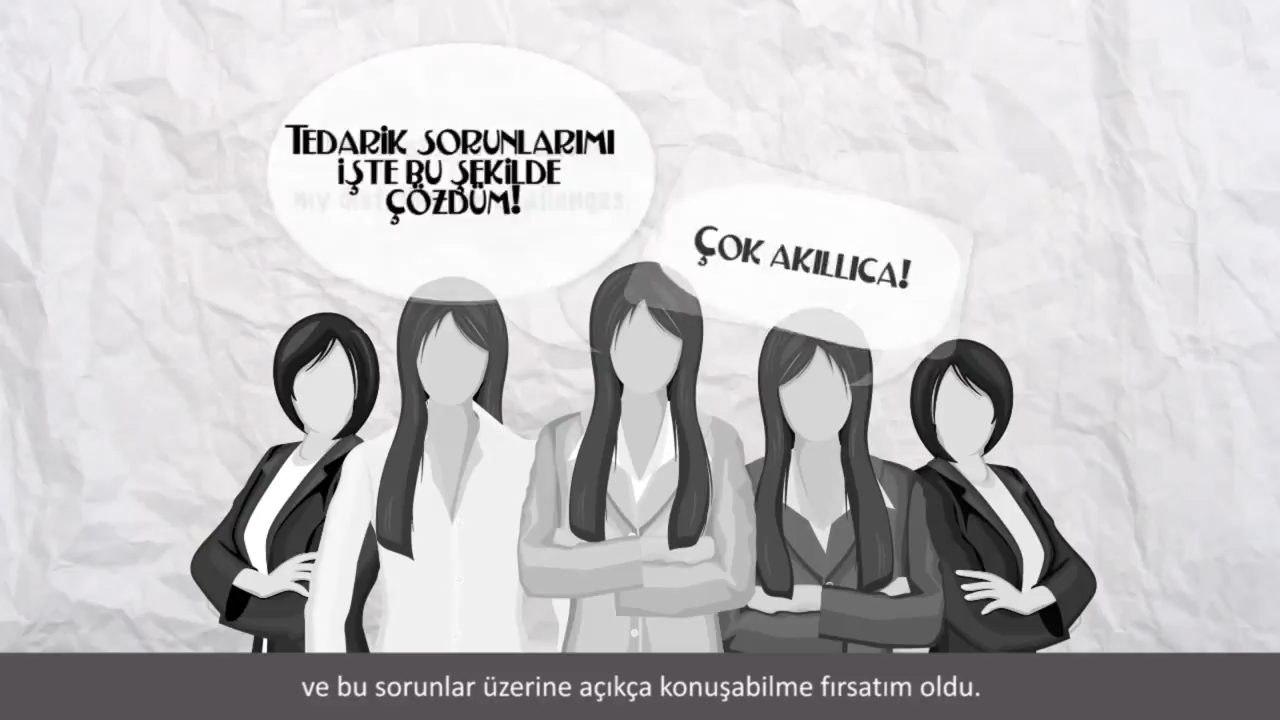 TEDARİK SORUNLARIMI
İŞTE BU ŞEKİLDE
ÇÖZDÜM!
ÇOK AKILLICA!
ve bu sorunlar üzerine açıkça konuşabilme fırsatım oldu.